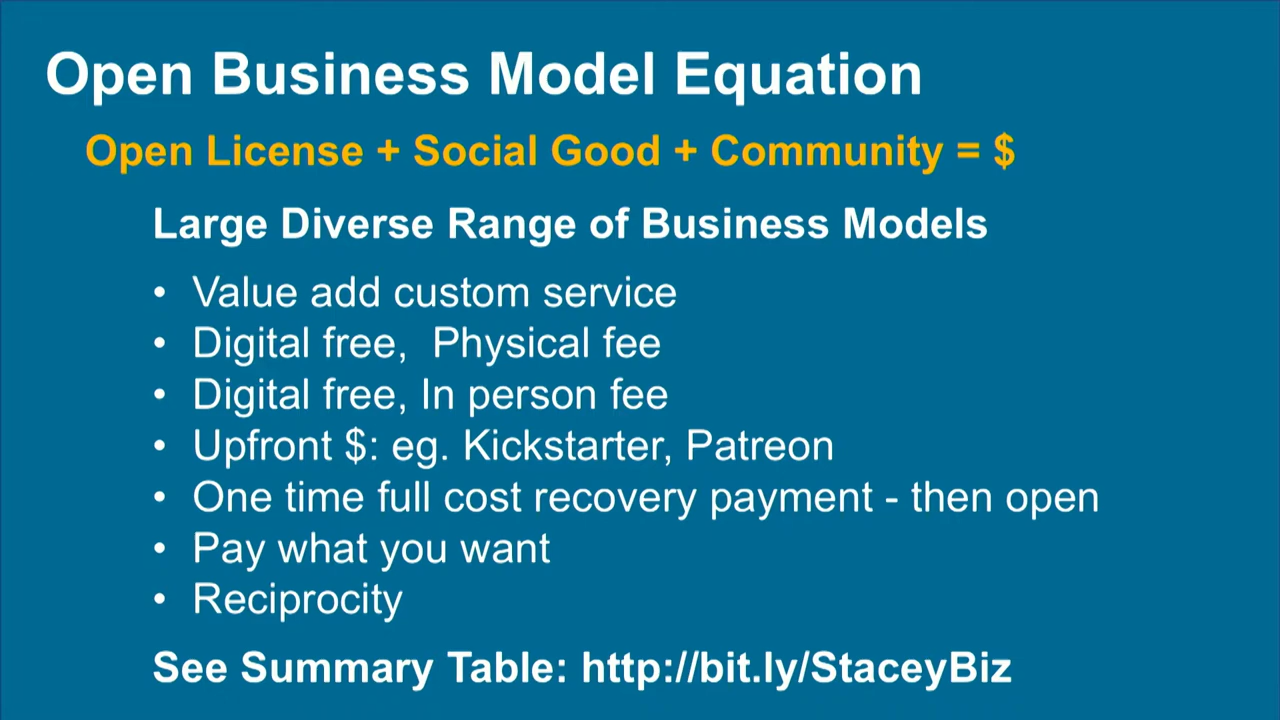 Open Business Model Equation
Open License + Social Good + Community = $
Large Diverse Range of Business Models
• Value add custom service
• Digital free,  Physical fee
• Digital free, In person fee
• Upfront $: eg. Kickstarter, Patreon
• One time full cost recovery payment - then open
• Pay what you want
• Reciprocity
See Summary Table: http://bit.ly/StaceyBiz